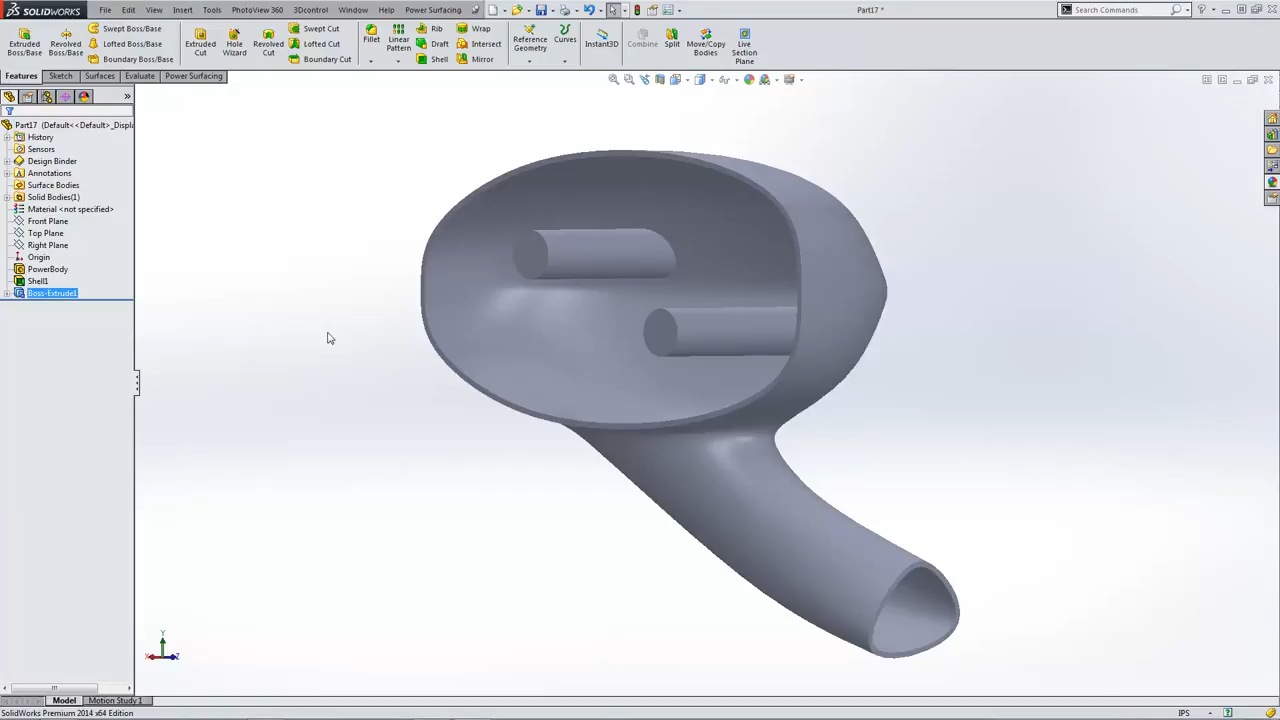 SOLIDWORKS File Edit View Insert Tools PhotoView 360 3Dcontrol Window Help Power Surfacing Part17 * Search Commands
Extruded Boss/Base
Revolved Boss/Base
Swept Boss/Base
Lofted Boss/Base
Boundary Boss/Base
Extruded Cut
Hole Wizard
Revolved Cut
Swept Cut
Lofted Cut
Boundary Cut
Fillet
Linear Pattern
Rib
Draft
Shell
Wrap
Intersect
Mirror
Reference Geometry
Curves
Instant3D
Combine
Split
Move/Copy Bodies
Live Section Plane
Features Sketch Surfaces Evaluate Power Surfacing
Part17 (Default<<Default>_Displa
History
Sensors
Design Binder
Annotations
Surface Bodies
Solid Bodies(1)
Material <not specified>
Front Plane
Top Plane
Right Plane
Origin
PowerBody
Shell1
Boss-Extrude1
Y
X Z
Model Motion Study 1
SolidWorks Premium 2014 x64 Edition IPS